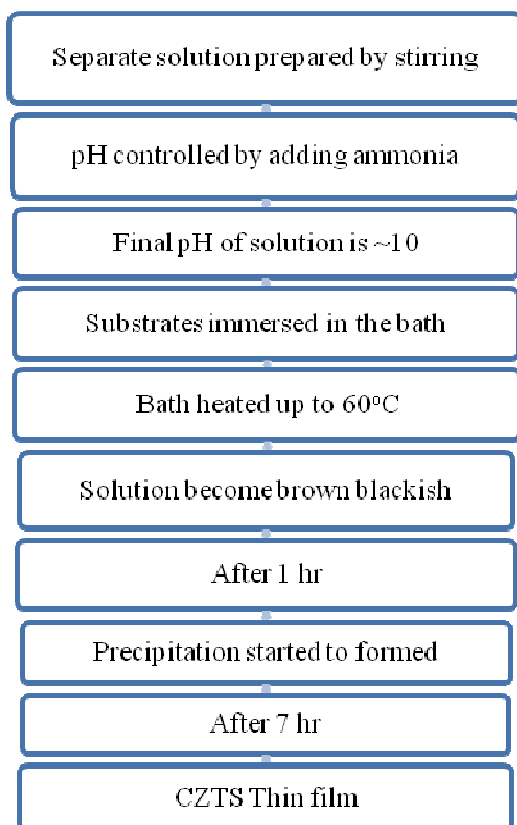 Separate solution prepared by stirring
pH controlled by adding ammonia
Final pH of solution is ~10
Substrates immersed in the bath
Bath heated up to 60°C
Solution become brown blackish
After 1 hr
Precipitation started to formed
After 7 hr
CZTS Thin film